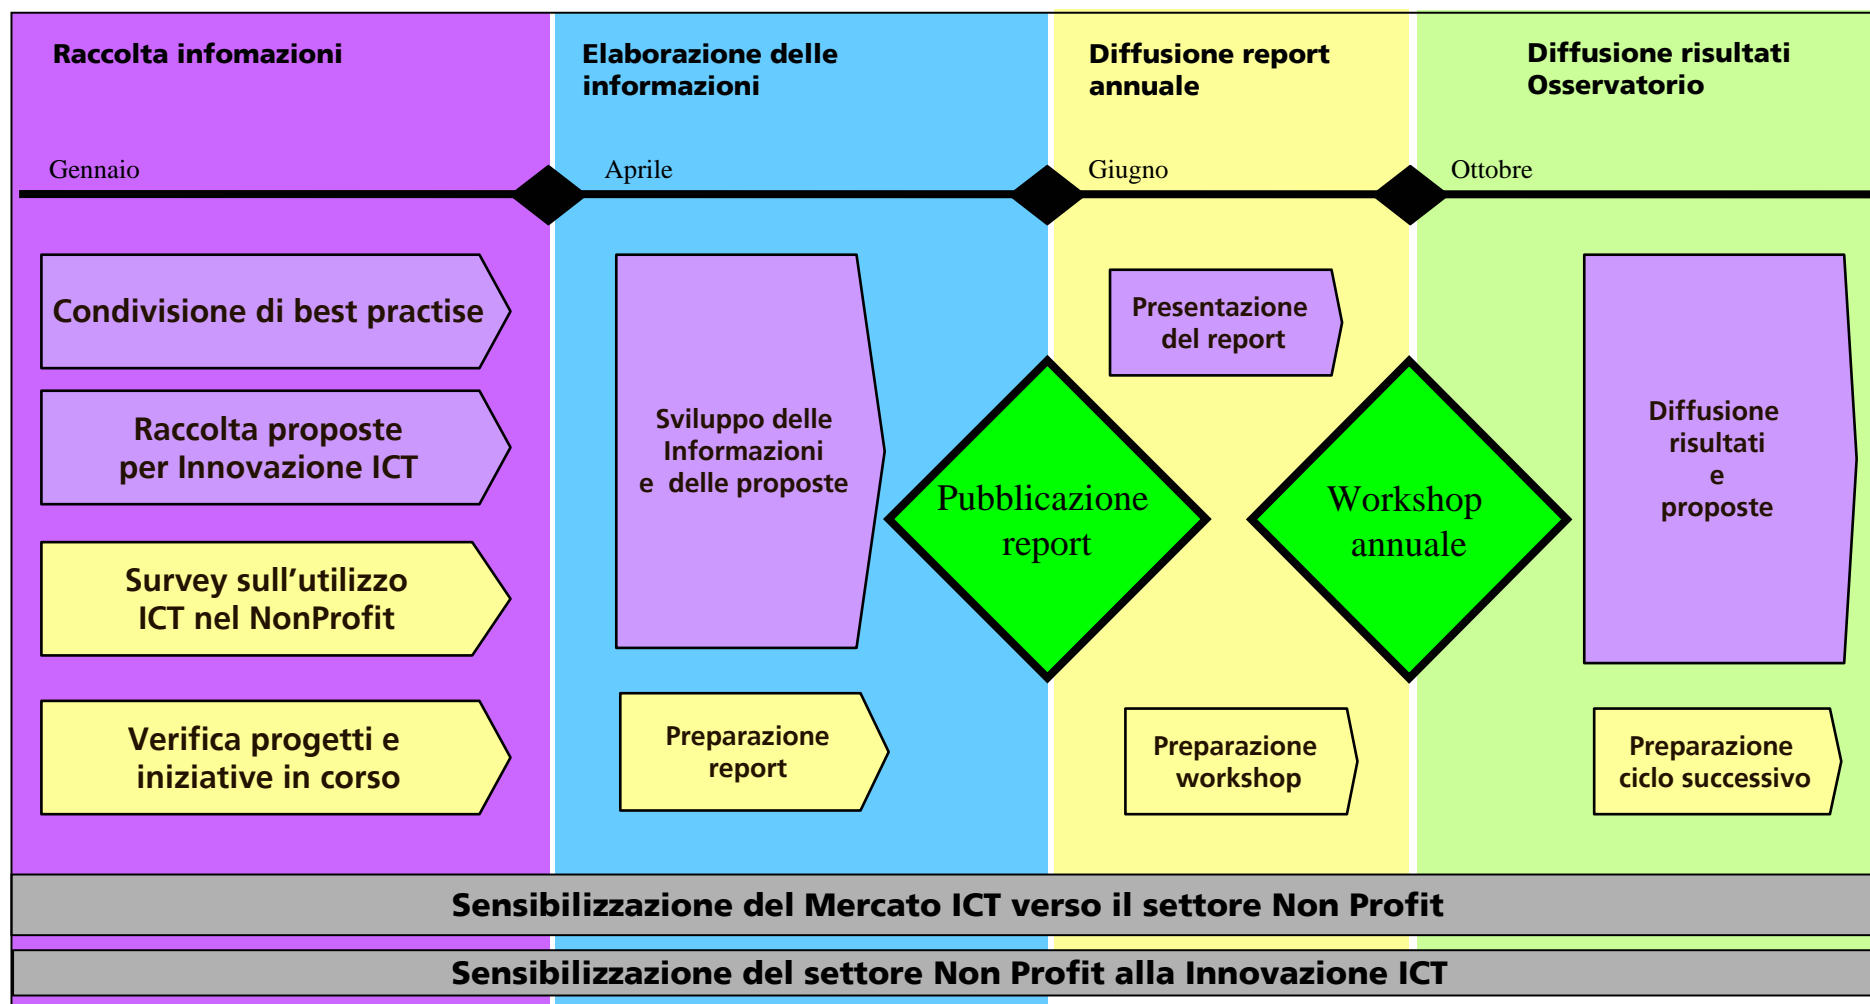 Raccolta infomazioni
Elaborazione delle
informazioni
Diffusione report
annuale
Diffusione risultati
Osservatorio
Gennaio
Aprile
Giugno
Ottobre
Condivisione di best practise
Raccolta proposte
per Innovazione ICT
Survey sull’utilizzo
ICT nel NonProfit
Verifica progetti e
iniziative in corso
Sviluppo delle
Informazioni
e delle proposte
Preparazione
report
Pubblicazione
report
Presentazione
del report
Preparazione
workshop
Workshop
annuale
Diffusione
risultati
e
proposte
Preparazione
ciclo successivo
Sensibilizzazione del Mercato ICT verso il settore Non Profit
Sensibilizzazione del settore Non Profit alla Innovazione ICT